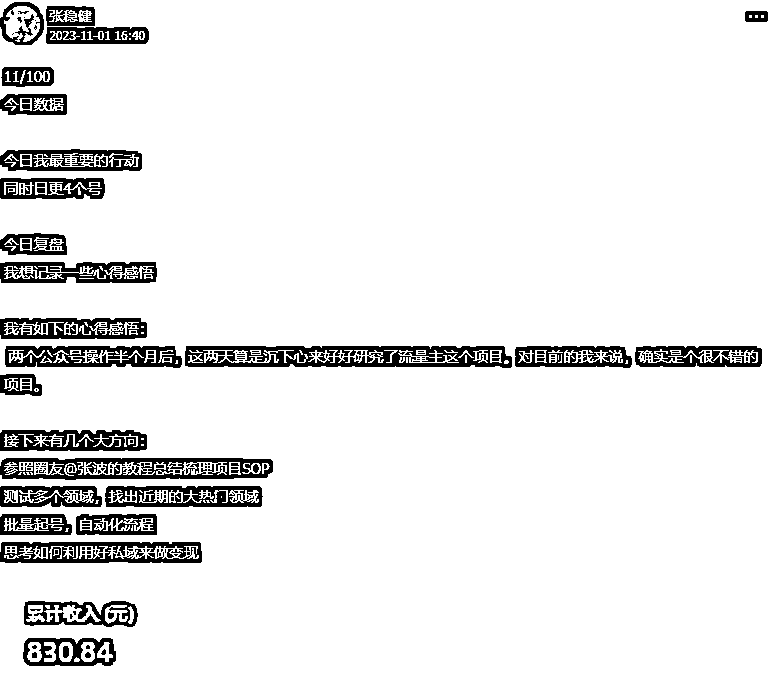 张稳健
2023-11-01 16:40
11/100
今日数据
今日我最重要的行动
同时日更4个号
今日复盘
我想记录一些心得感悟
我有如下的心得感悟：
两个公众号操作半个月后，这两天算是沉下心来好好研究了流量主这个项目。对目前的我来说，确实是个很不错的
项目。
接下来有几个大方向：
参照圈友@张波的教程总结梳理项目SOP
测试多个领域，找出近期的大热门领域
批量起号，自动化流程
思考如何利用好私域来做变现
累计收入(元)
830.84